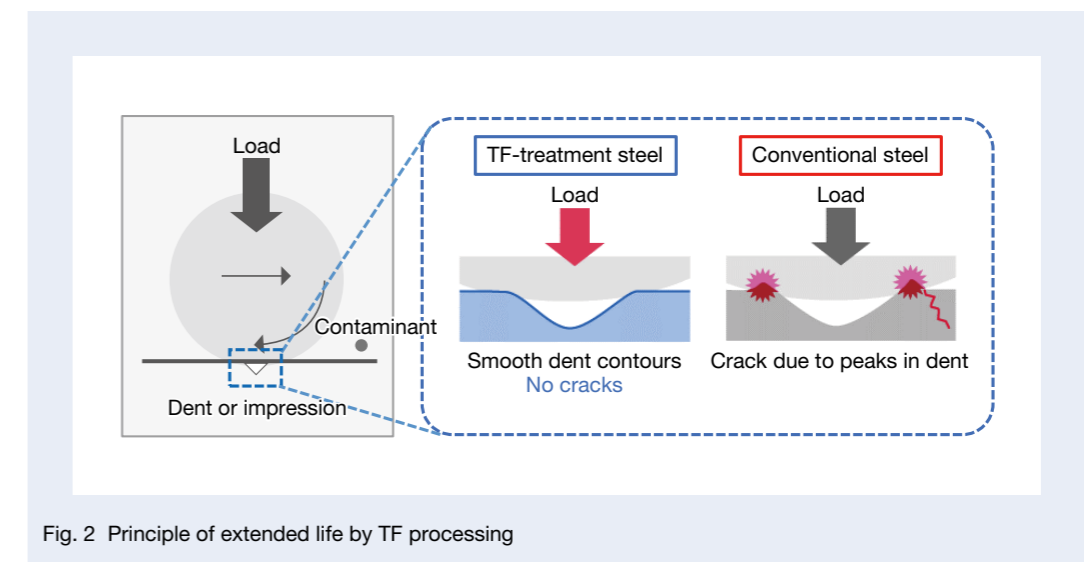 Load
Contaminant
Dent or impression
TF-treatment steel
Load
Smooth dent contours
No cracks
Conventional steel
Load
Crack due to peaks in dent
Fig. 2 Principle of extended life by TF processing